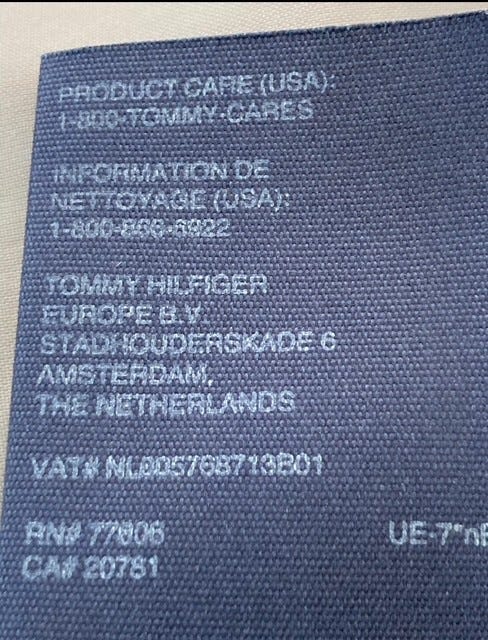 PRODUCT CARE (USA):
1-800-TOMMY-CARES
INFORMATION DE
NETTOYAGE (USA):
1-800-866-6922
TOMMY HILFIGER
EUROPE B.V.
STADHOUDERSKADE 6
AMSTERDAM,
THE NETHERLANDS
VAT# NL005768713B01
RN# 77806
CA# 20781